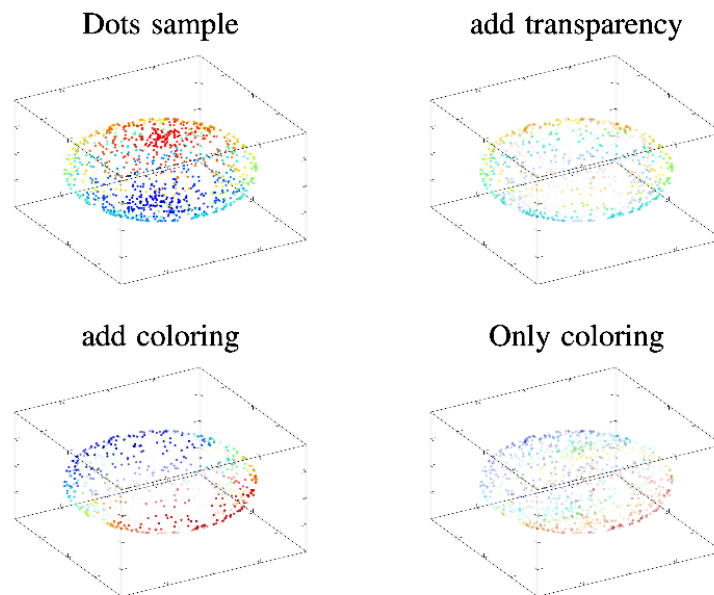 Dots sample
add transparency
add coloring
Only coloring